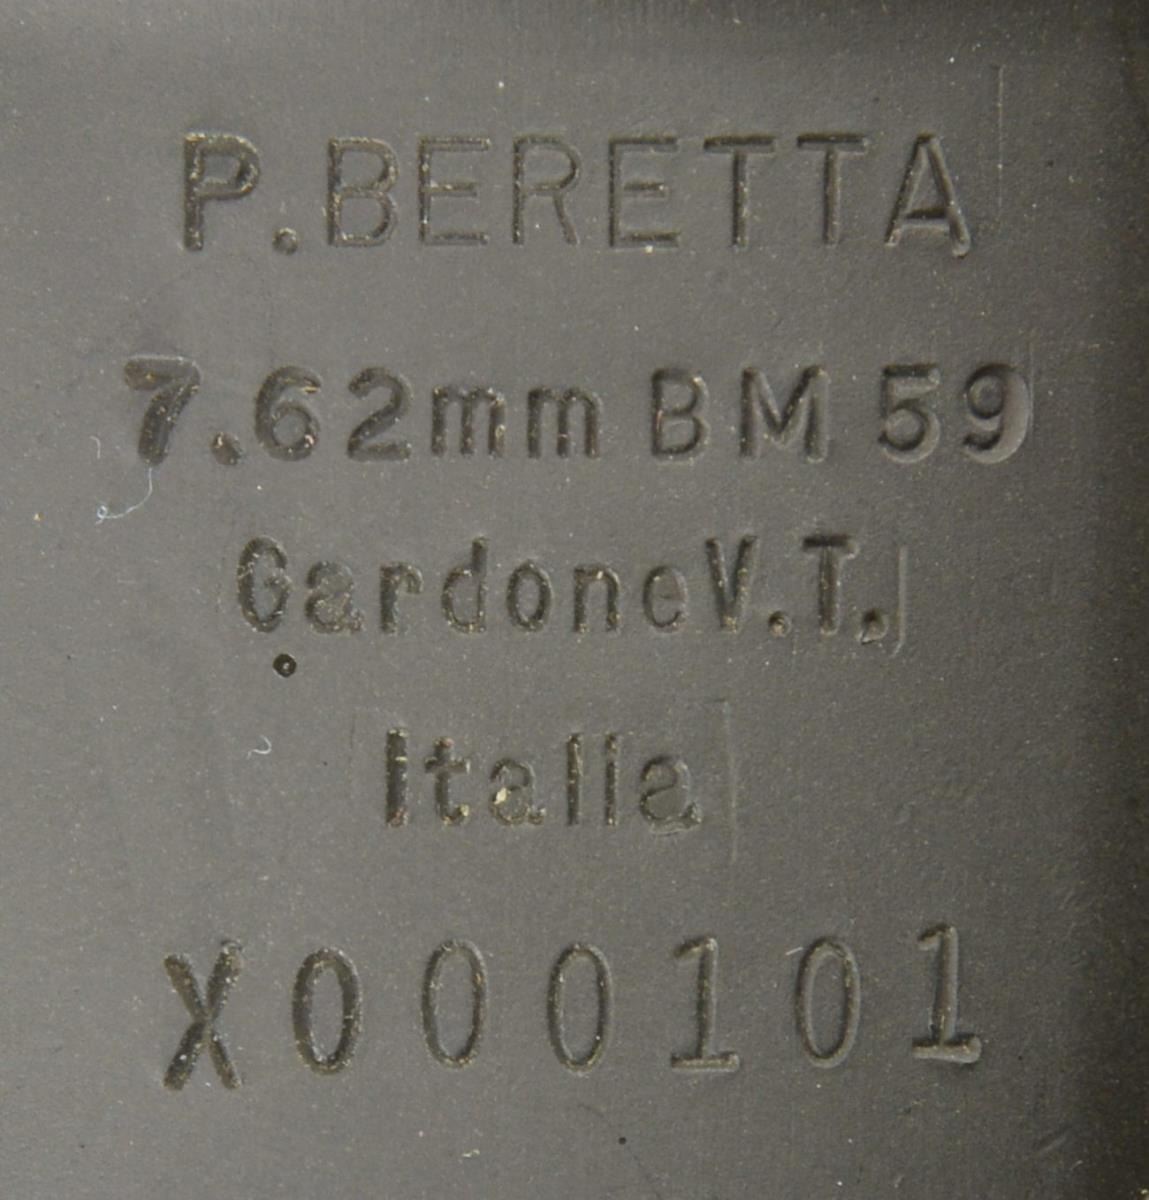 P. BERETTA
7.62mm BM 59
Gardone V.T.
Italia
X000101